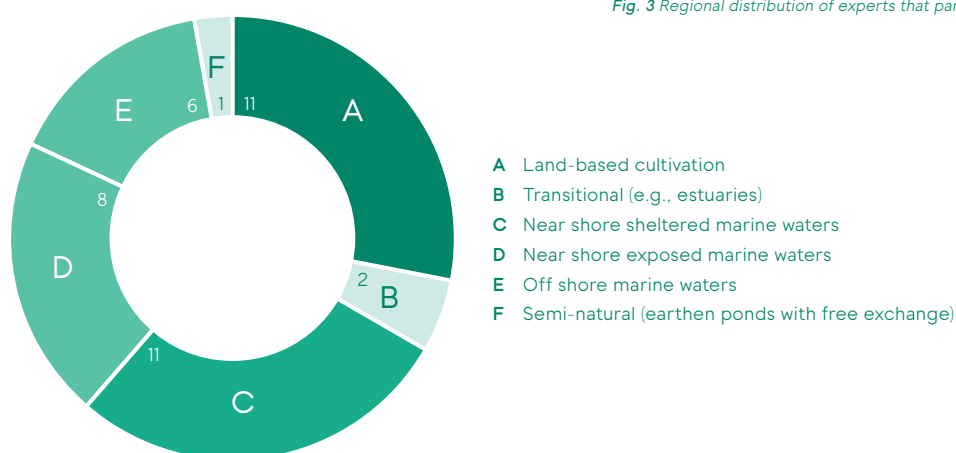 Fig. 3 Regional distribution of experts that
F
E
6
1
11
A
8
D
2
B
11
C
A Land-based cultivation
B Transitional (e.g., estuaries)
C Near shore sheltered marine waters
D Near shore exposed marine waters
E Off shore marine waters
F Semi-natural (earthen ponds with free exchange)